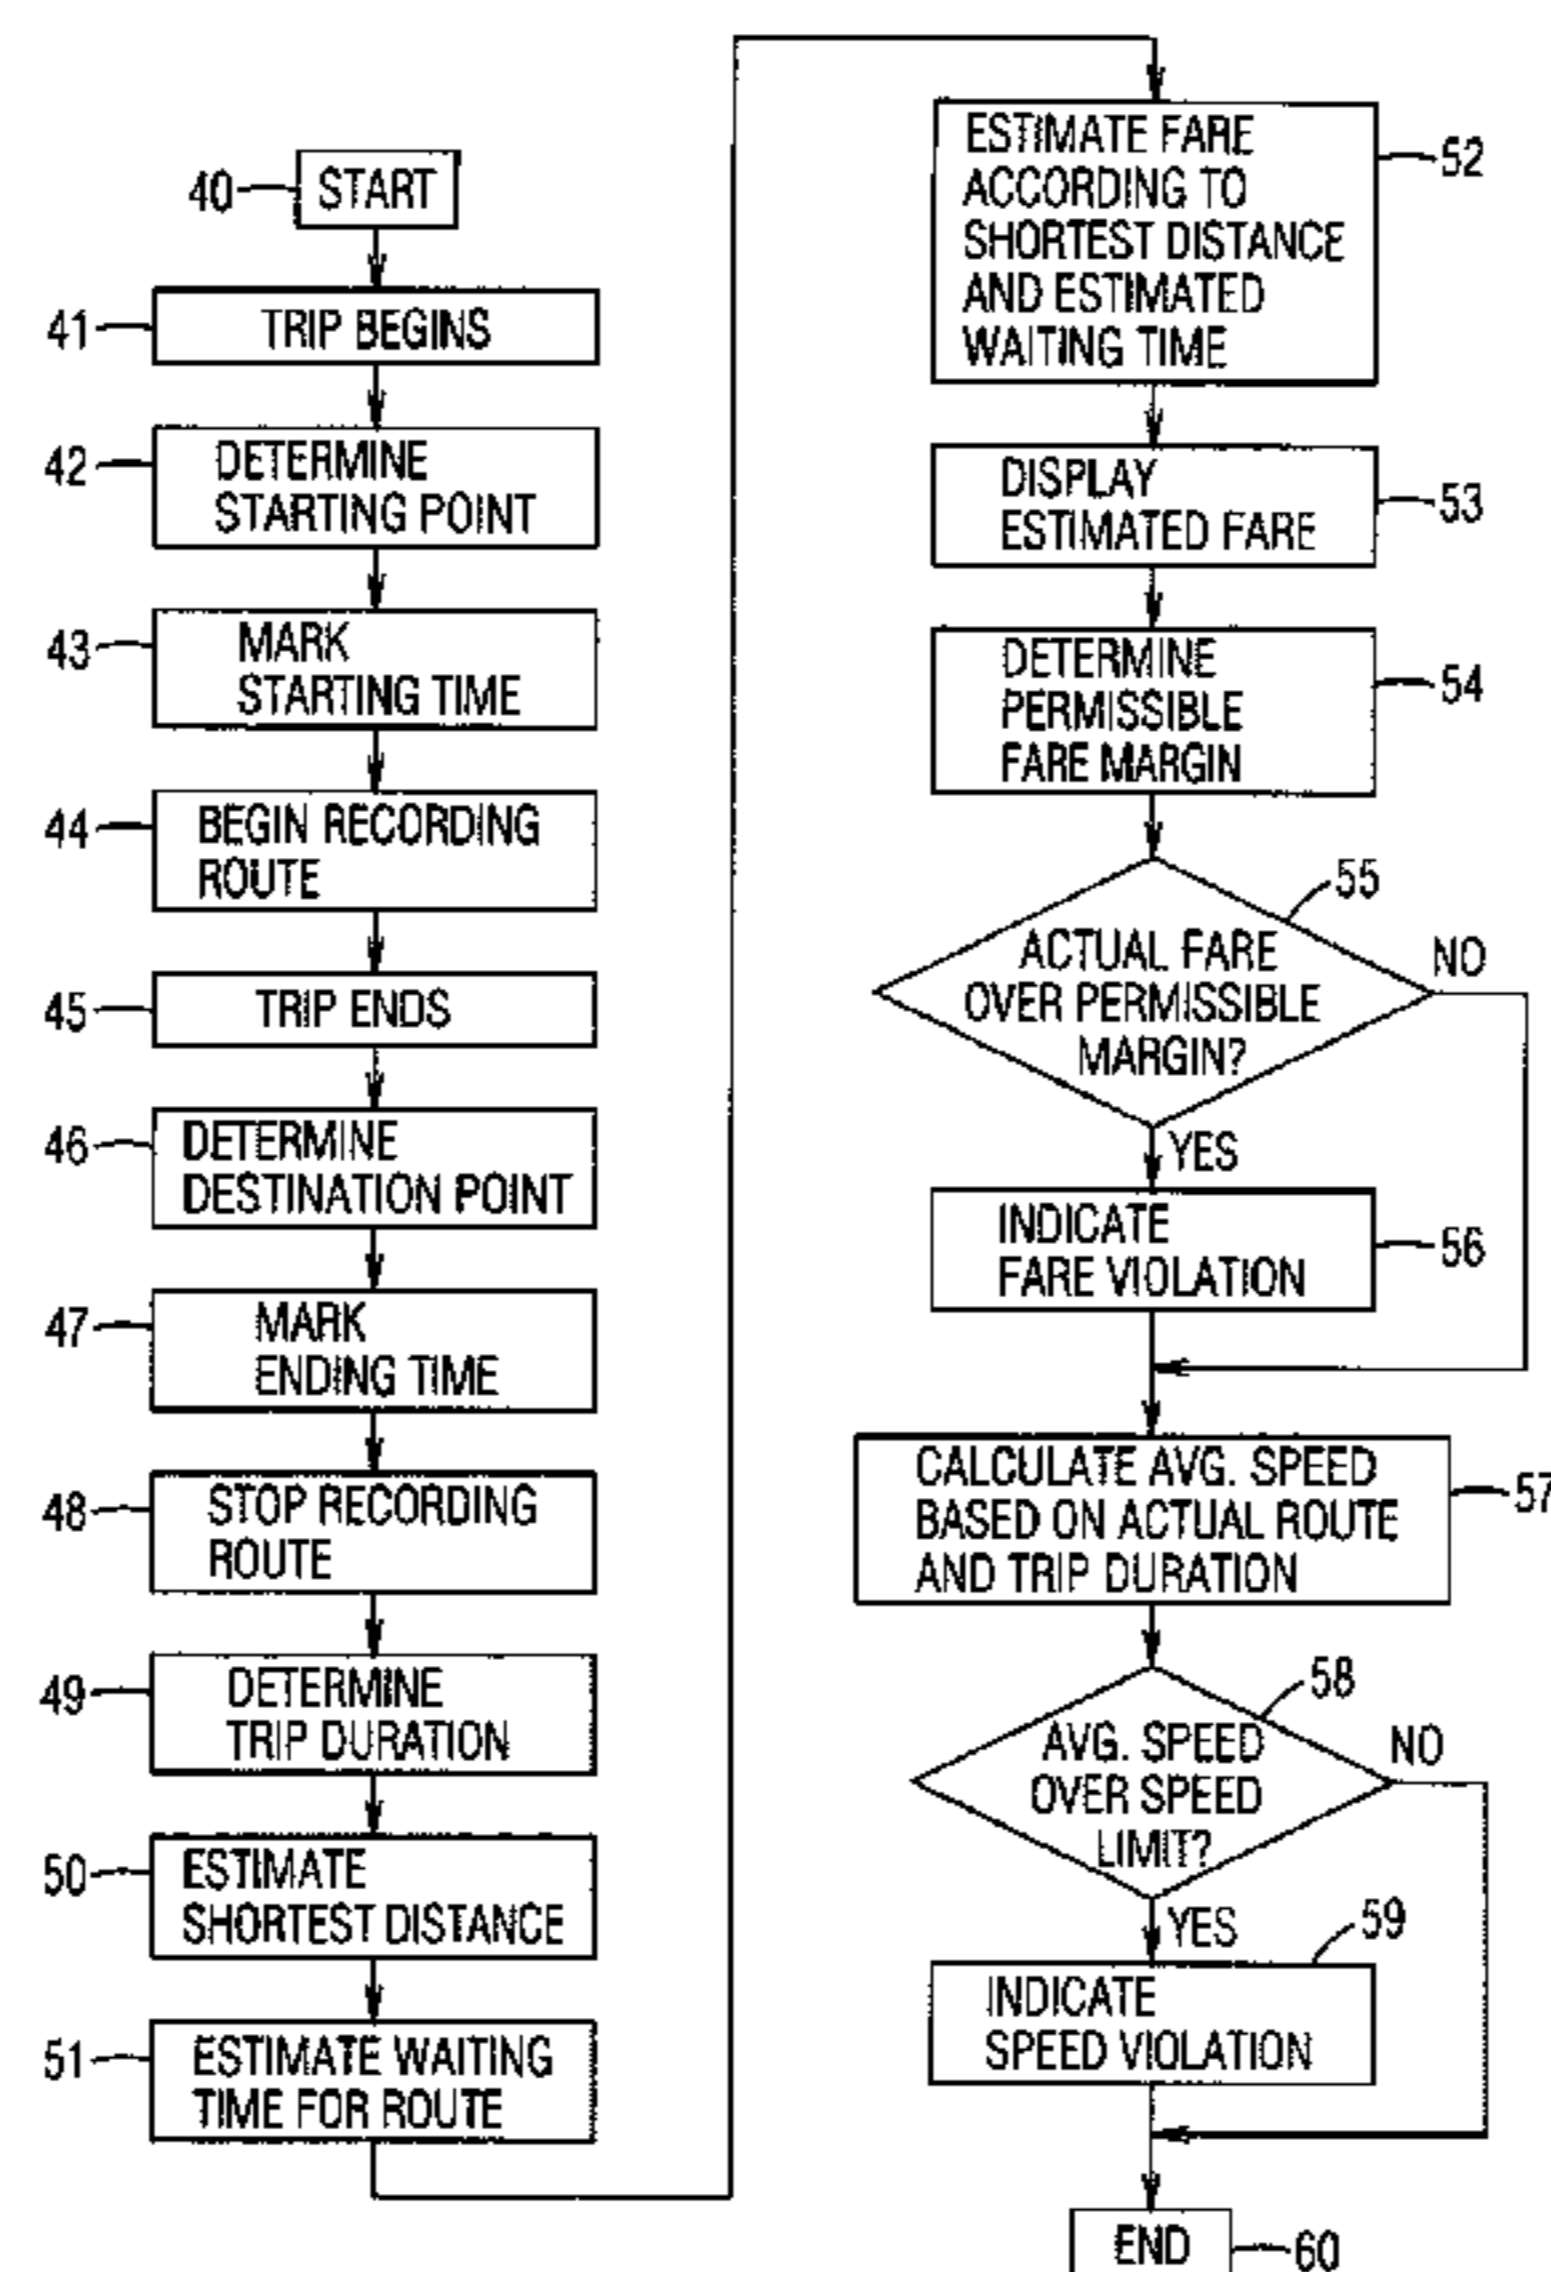 40 START
41 TRIP BEGINS
42 DETERMINE
STARTING POINT
43 MARK
STARTING TIME
44 BEGIN RECORDING
ROUTE
45 TRIP ENDS
46 DETERMINE
DESTINATION POINT
47 MARK
ENDING TIME
48 STOP RECORDING
ROUTE
49 DETERMINE
TRIP DURATION
50 ESTIMATE
SHORTEST DISTANCE
51 ESTIMATE WAITING
TIME FOR ROUTE
ESTIMATE FARE
ACCORDING TO
SHORTEST DISTANCE
AND ESTIMATED
WAITING TIME
52
DISPLAY
ESTIMATED FARE
53
DETERMINE
PERMISSIBLE
FARE MARGIN
54
55
ACTUAL FARE
OVER PERMISSIBLE
MARGIN?
NO
YES
INDICATE
FARE VIOLATION
56
CALCULATE AVG. SPEED
BASED ON ACTUAL ROUTE
AND TRIP DURATION
57
58
AVG. SPEED
OVER SPEED
LIMIT?
NO
YES
59
INDICATE
SPEED VIOLATION
END 60